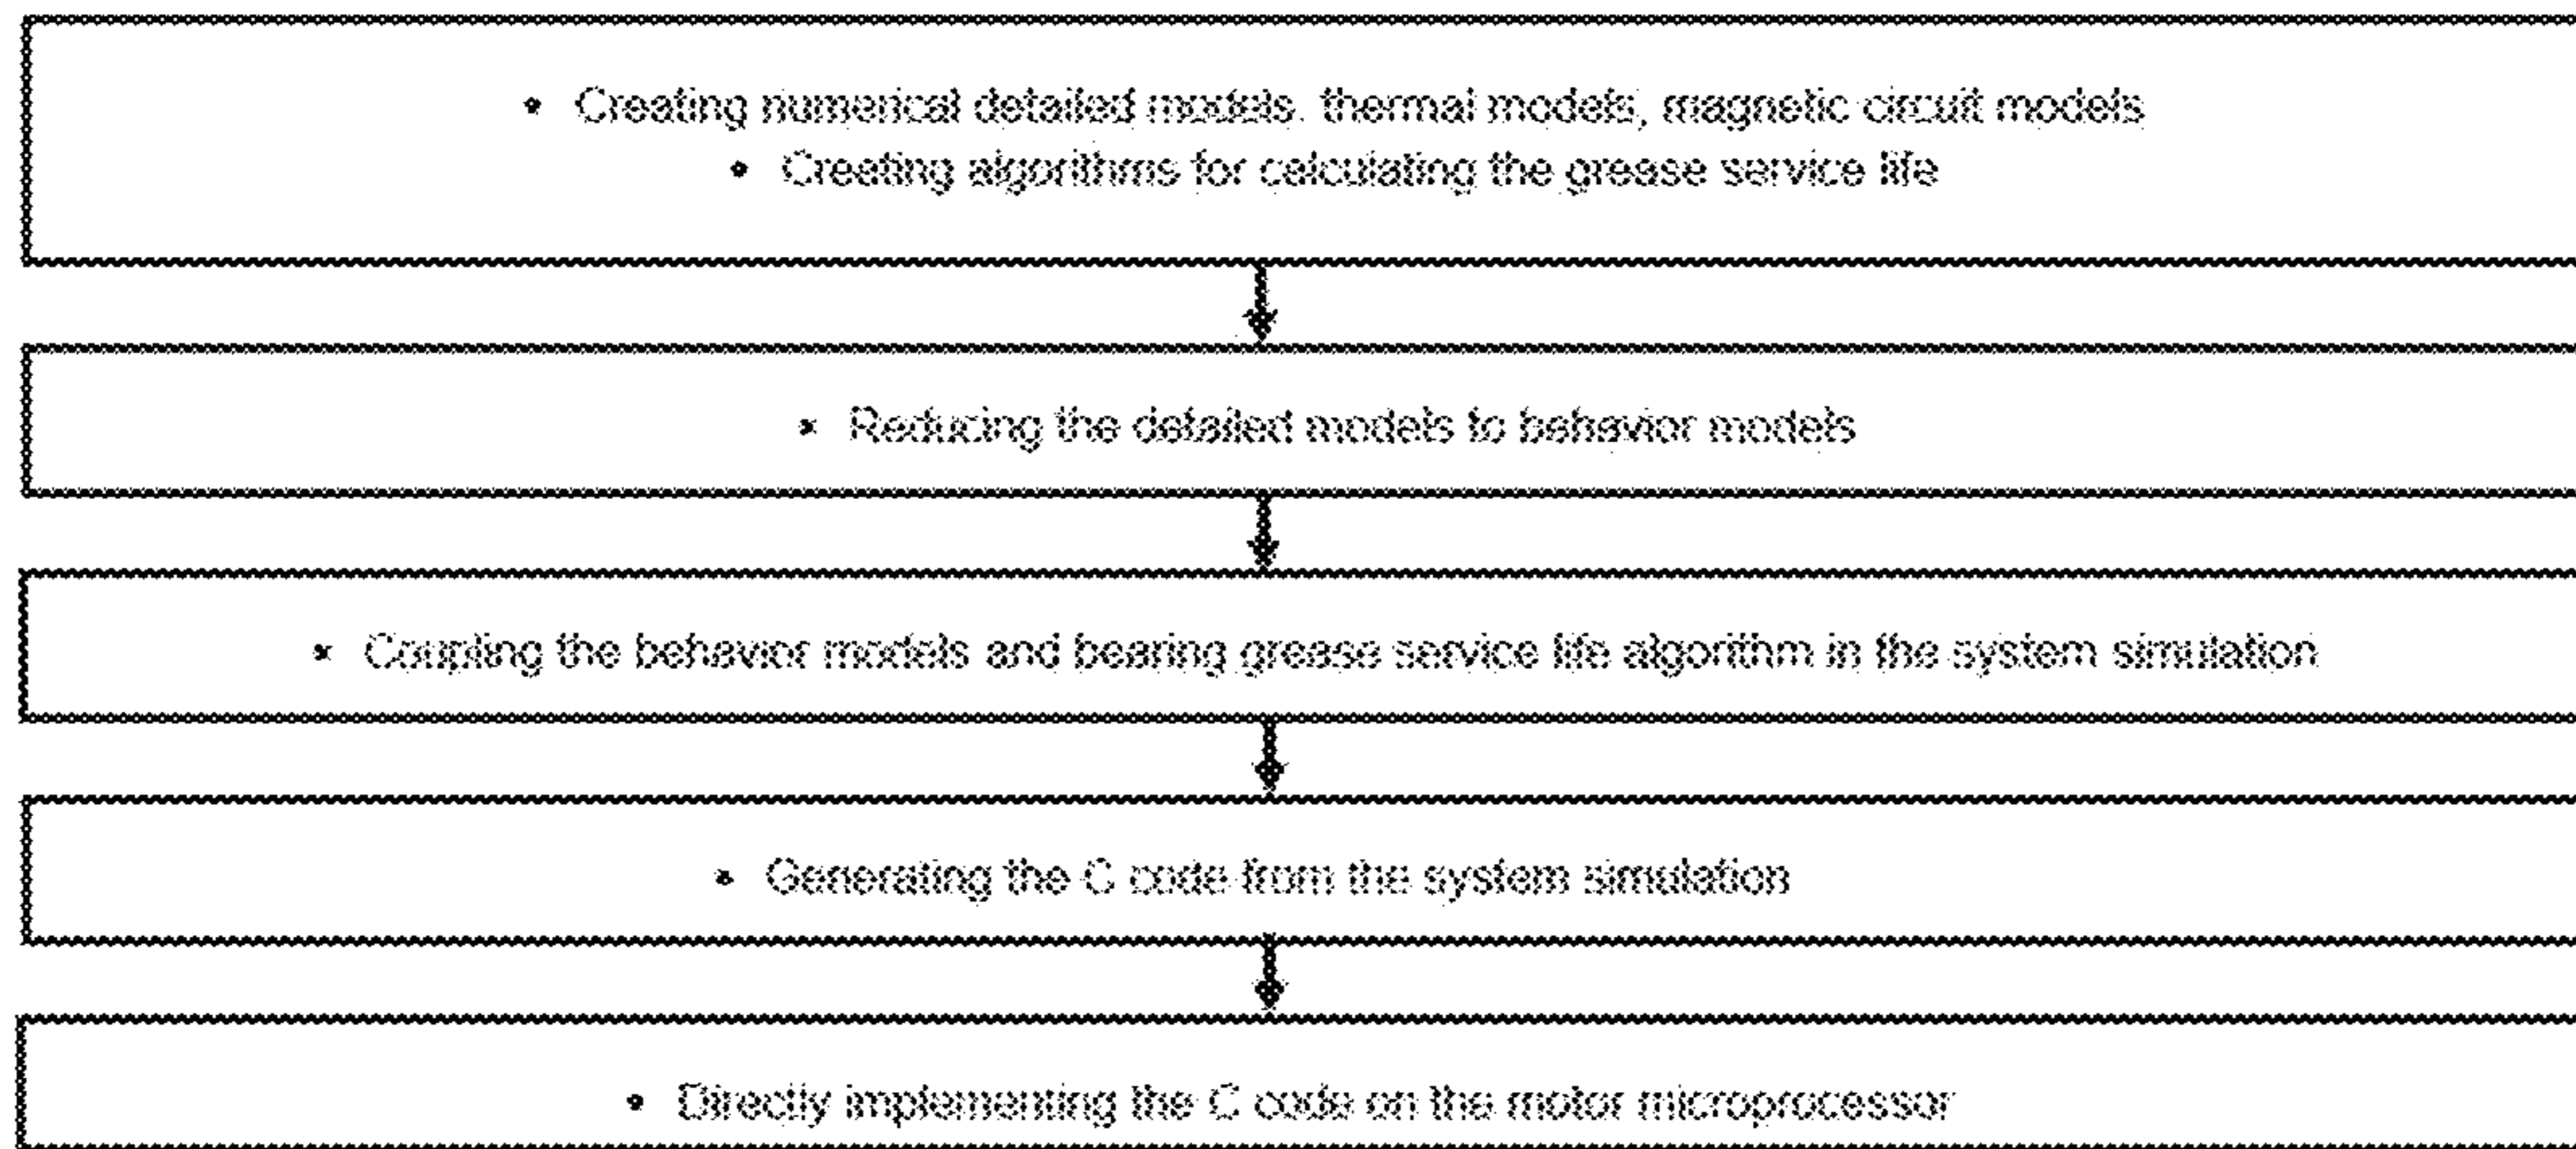 • Creating numerical detailed models, thermal models, magnetic circuit models
• Creating algorithms for calculating the grease service life
• Reducing the detailed models to behavior models
• Coupling the behavior models and bearing grease service life algorithm in the system simulation
• Generating the C code from the system simulation
• Directly implementing the C code on the motor microprocessor